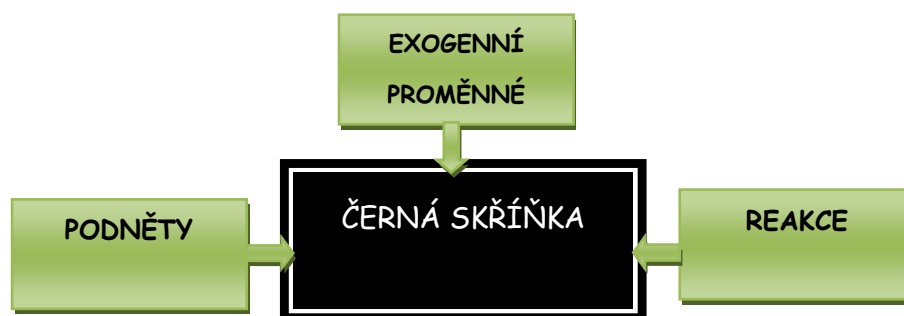 EXOGENNÍ
PROMĚNNÉ
PODNĚTY
ČERNÁ SKŘÍŇKA
REAKCE